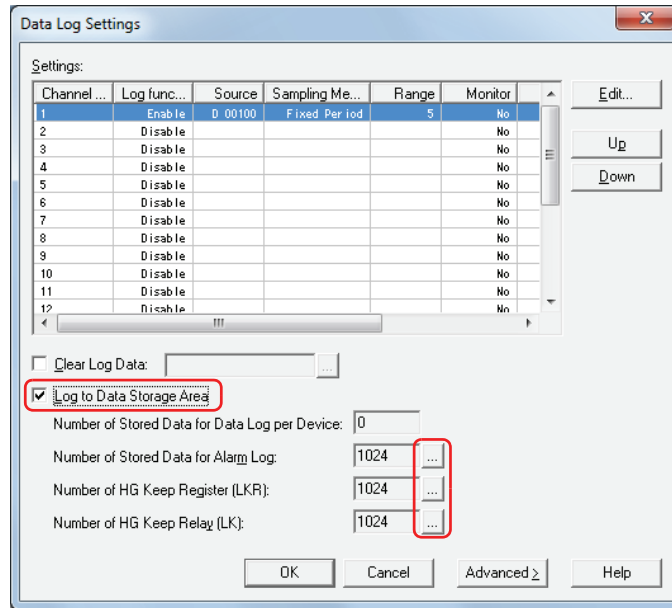 Data Log Settings
Settings:
Channel ... Log func... Source Sampling Me... Range Monitor
1 Enable D 00100 Fixed Period 5 No
2 Disable No
3 Disable No
4 Disable No
5 Disable No
6 Disable No
7 Disable No
8 Disable No
9 Disable No
10 Disable No
11 Disable No
12 Disable No
Edit...
Up
Down
Clear Log Data: ...
Log to Data Storage Area
Number of Stored Data for Data Log per Device: 0
Number of Stored Data for Alarm Log: 1024 ...
Number of HG Keep Register (LKR): 1024 ...
Number of HG Keep Relay (LK): 1024 ...
OK Cancel Advanced > Help